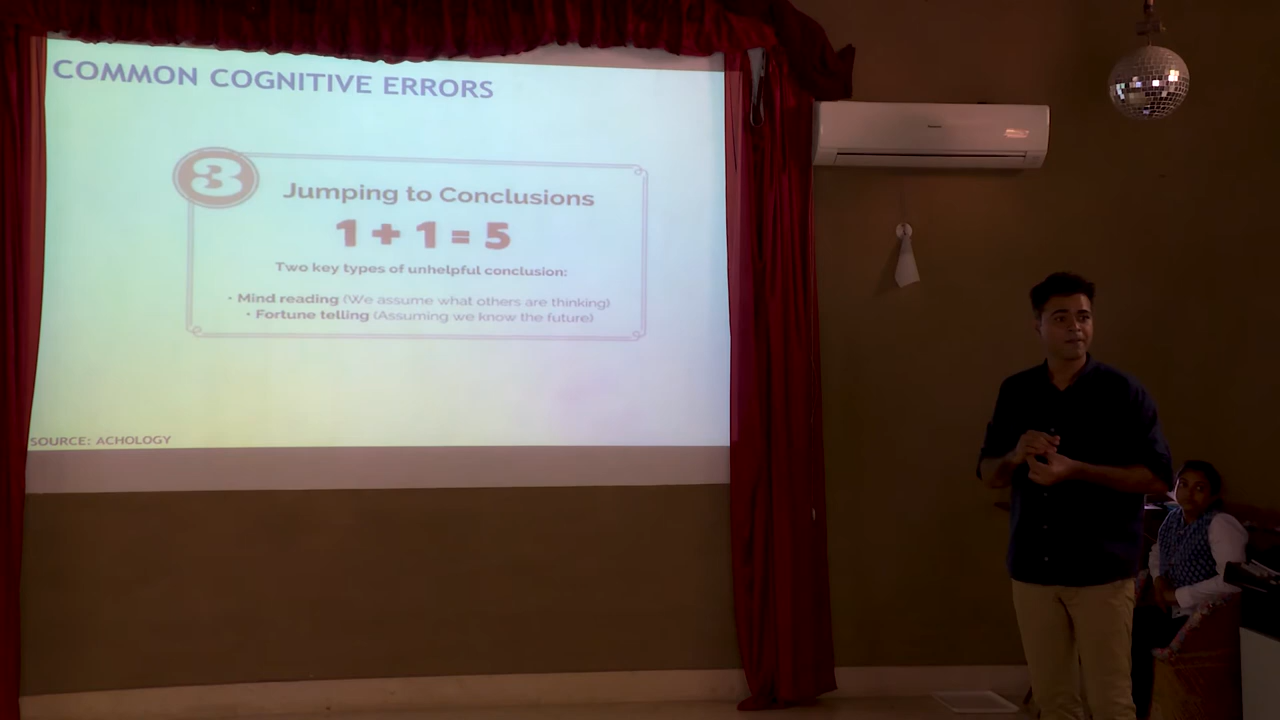 COMMON COGNITIVE ERRORS
3
Jumping to Conclusions
1 + 1 = 5
Two key types of unhelpful conclusion:
• Mind reading (We assume what others are thinking)
• Fortune telling (Assuming we know the future)
SOURCE: ACHOLOGY